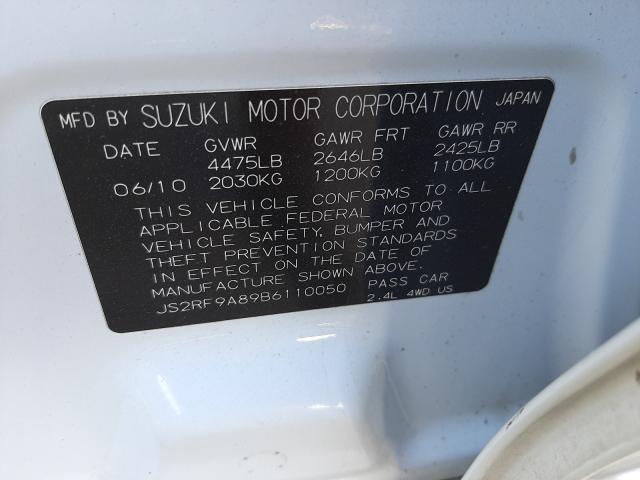 MFD BY SUZUKI MOTOR CORPORATION JAPAN
DATE GVWR GAWR FRT GAWR RR
4475LB 2646LB 2425LB
06/10 2030KG 1200KG 1100KG
THIS VEHICLE CONFORMS TO ALL
APPLICABLE FEDERAL MOTOR
VEHICLE SAFETY, BUMPER AND
THEFT PREVENTION STANDARDS
IN EFFECT ON THE DATE OF
MANUFACTURE SHOWN ABOVE.
JS2RF9A89B6110050 PASS CAR
2.4L 4WD US